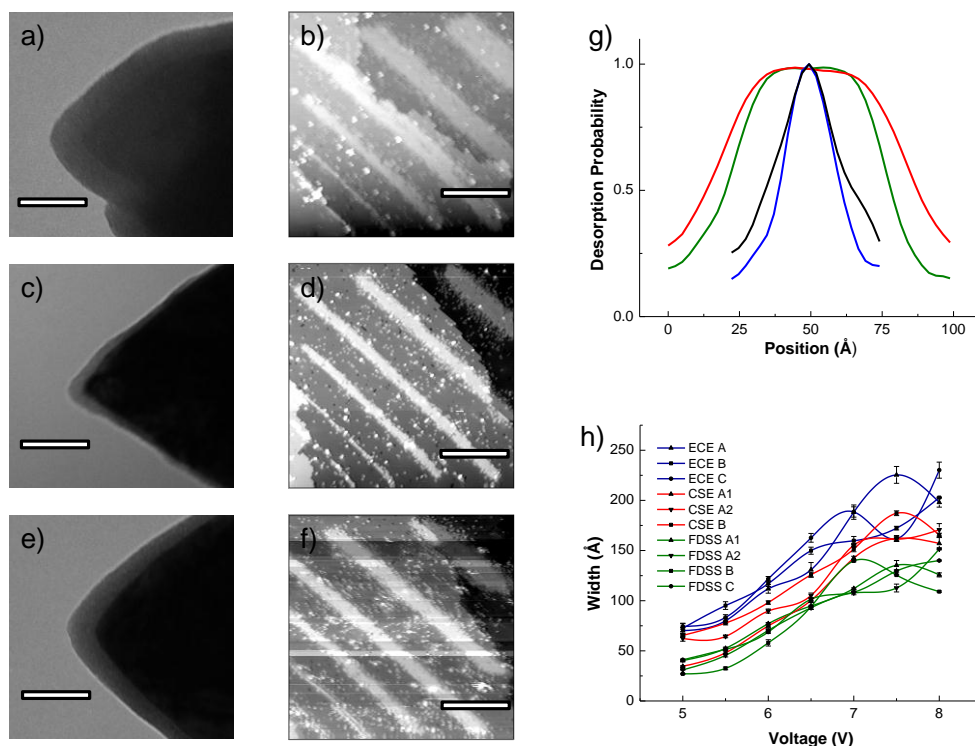 a)
b)
c)
d)
e)
f)
g)
1.0
0.5
0.0
Desorption Probability
0 25 50 75 100
Position (Å)
h)
250
200
150
100
50
0
Width (Å)
ECE A
ECE B
ECE C
CSE A1
CSE A2
CSE B
FDSS A1
FDSS A2
FDSS B
FDSS C
5 6 7 8
Voltage (V)